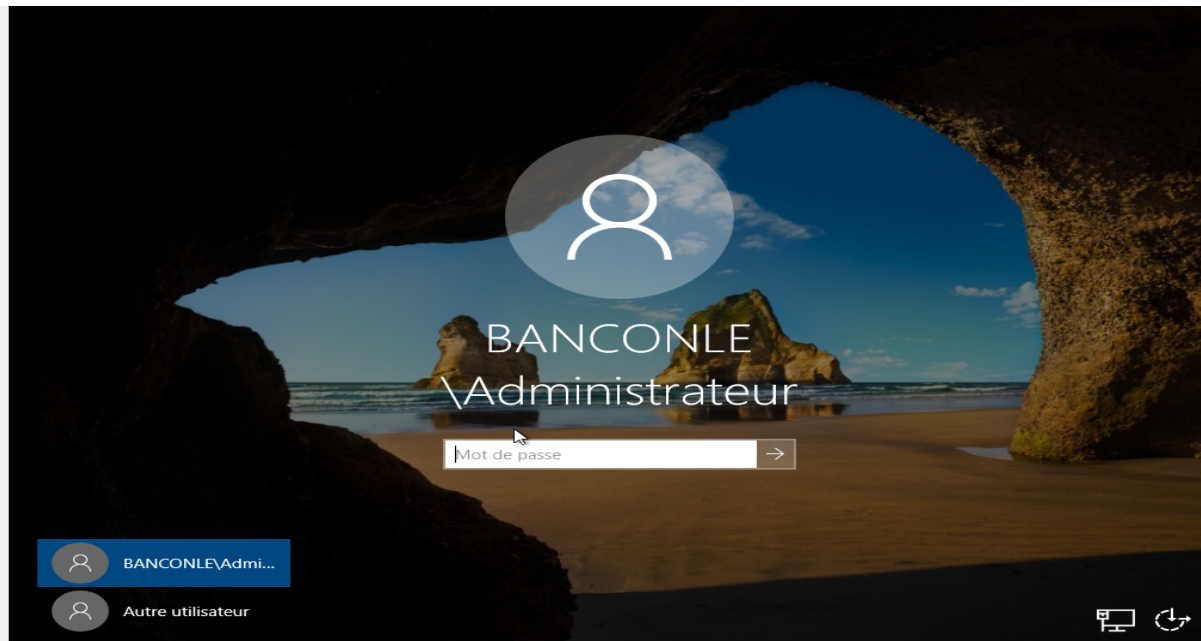 BANCONLE
\Administrateur
Mot de passe
BANCONLE\Admi...
Autre utilisateur